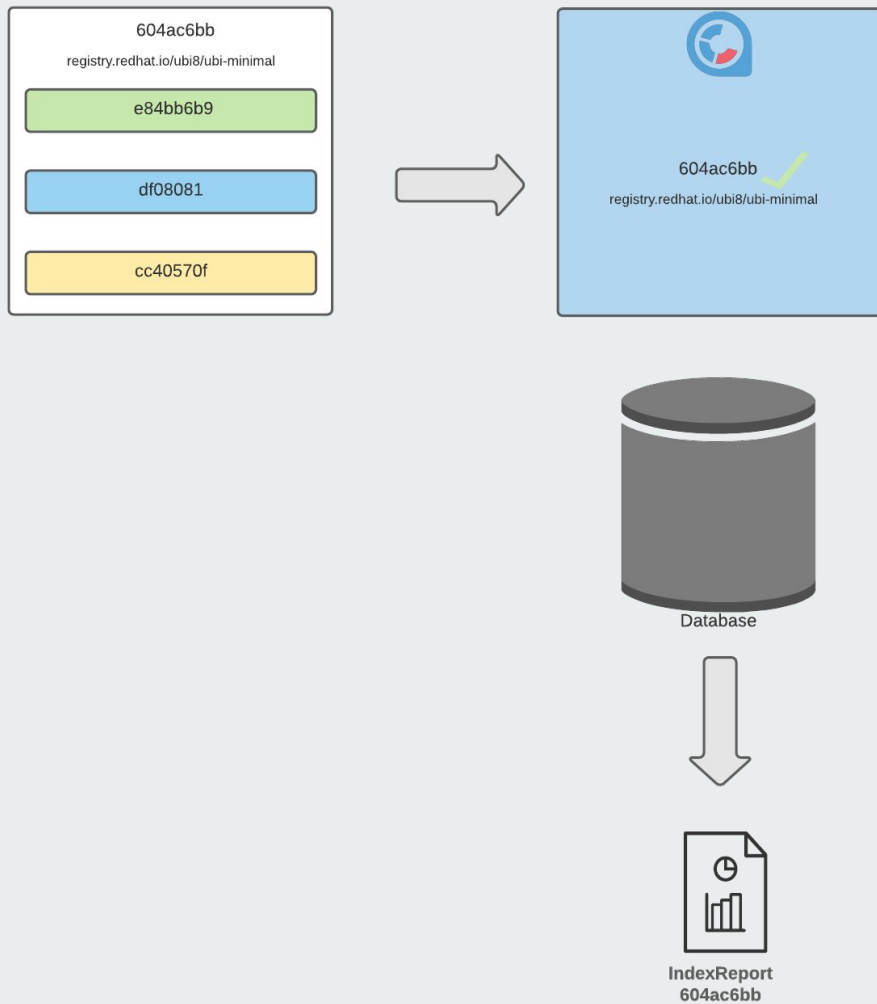 604ac6bb
registry.redhat.io/ubi8/ubi-minimal
e84bb6b9
df08081
cc40570f
604ac6bb
registry.redhat.io/ubi8/ubi-minimal
Database
IndexReport
604ac6bb